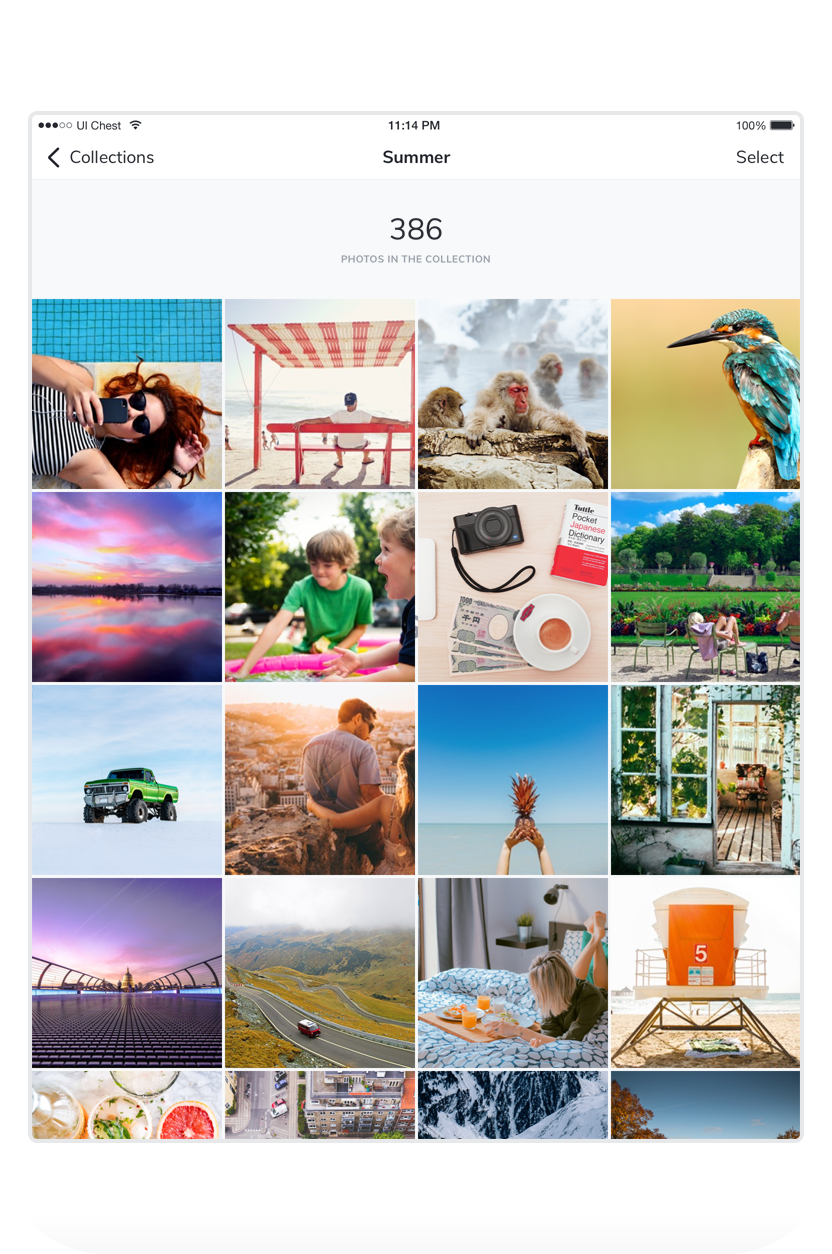 UI Chest 11:14 PM 100%
Collections Summer Select
386
PHOTOS IN THE COLLECTION
Tuttle
Pocket
Japanese
Dictionary
1000
千円
5